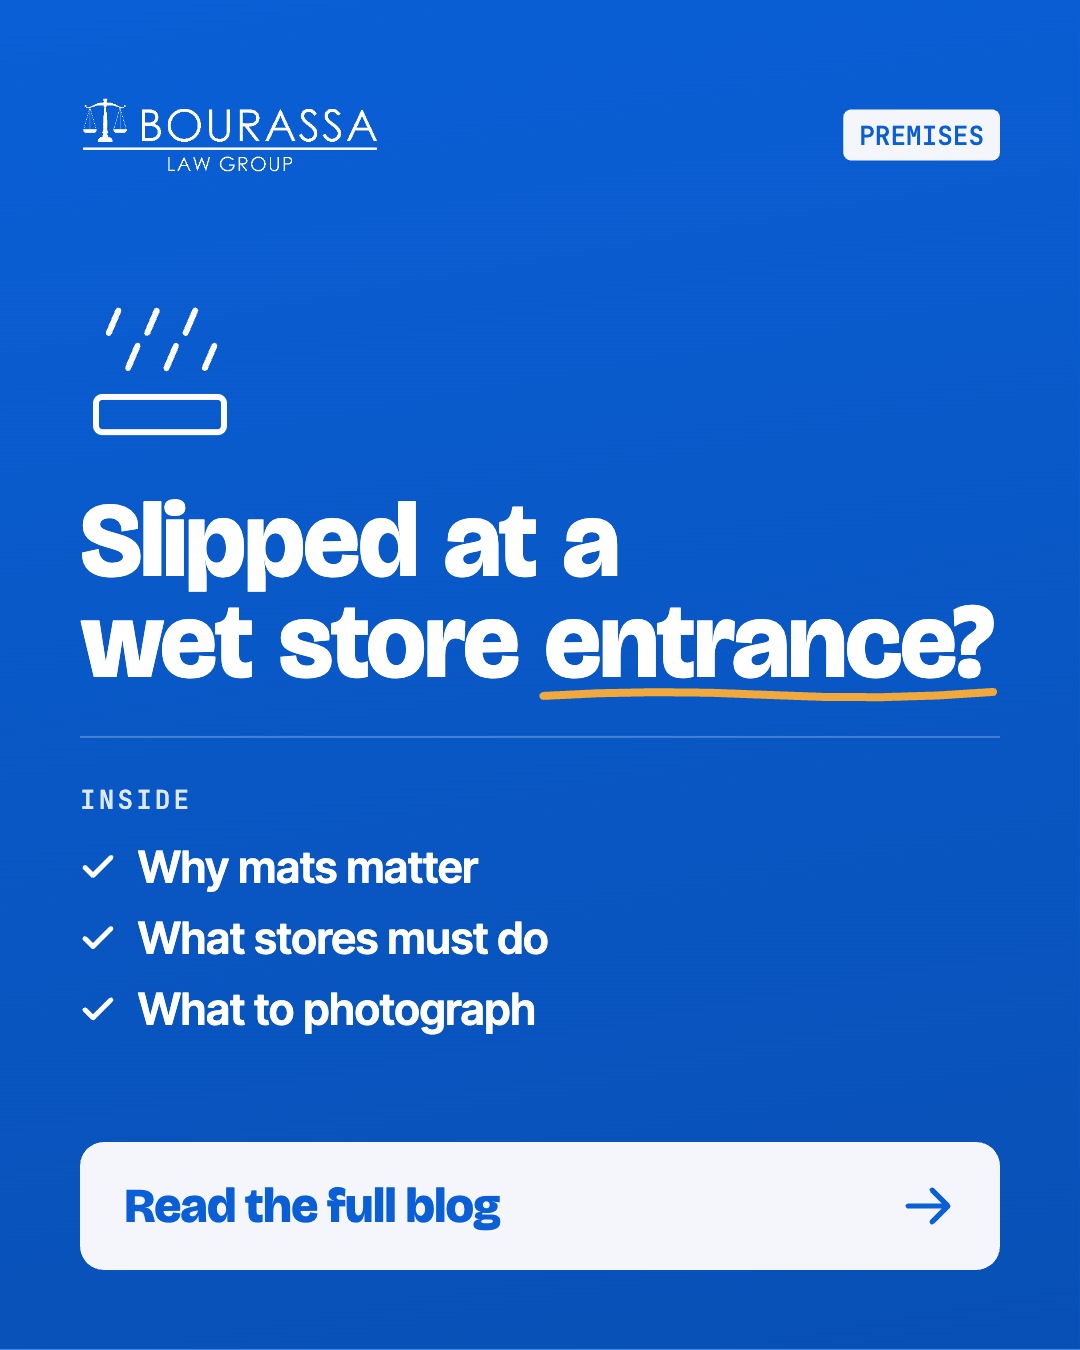 BOURASSA
LAW GROUP
PREMISES
Slipped at a
wet store entrance?
INSIDE
Why mats matter
What stores must do
What to photograph
Read the full blog